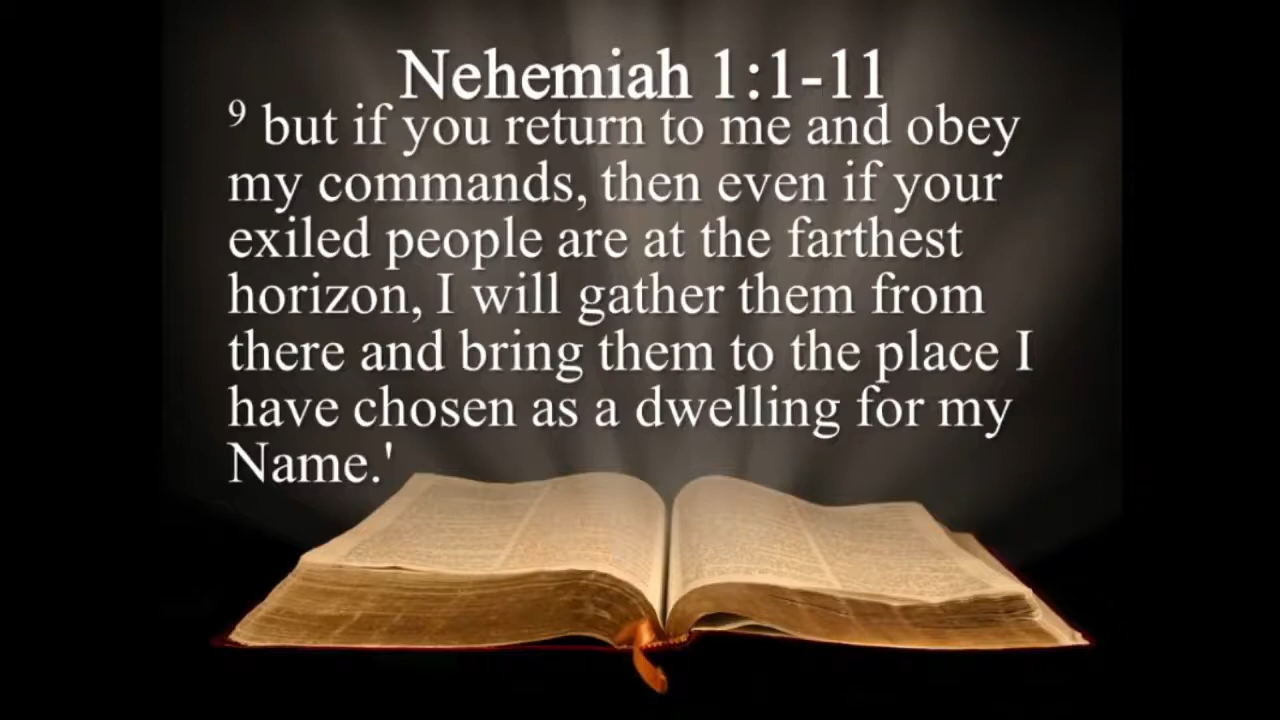 Nehemiah 1:1-11
9 but if you return to me and obey
my commands, then even if your
exiled people are at the farthest
horizon, I will gather them from
there and bring them to the place I
have chosen as a dwelling for my
Name.'